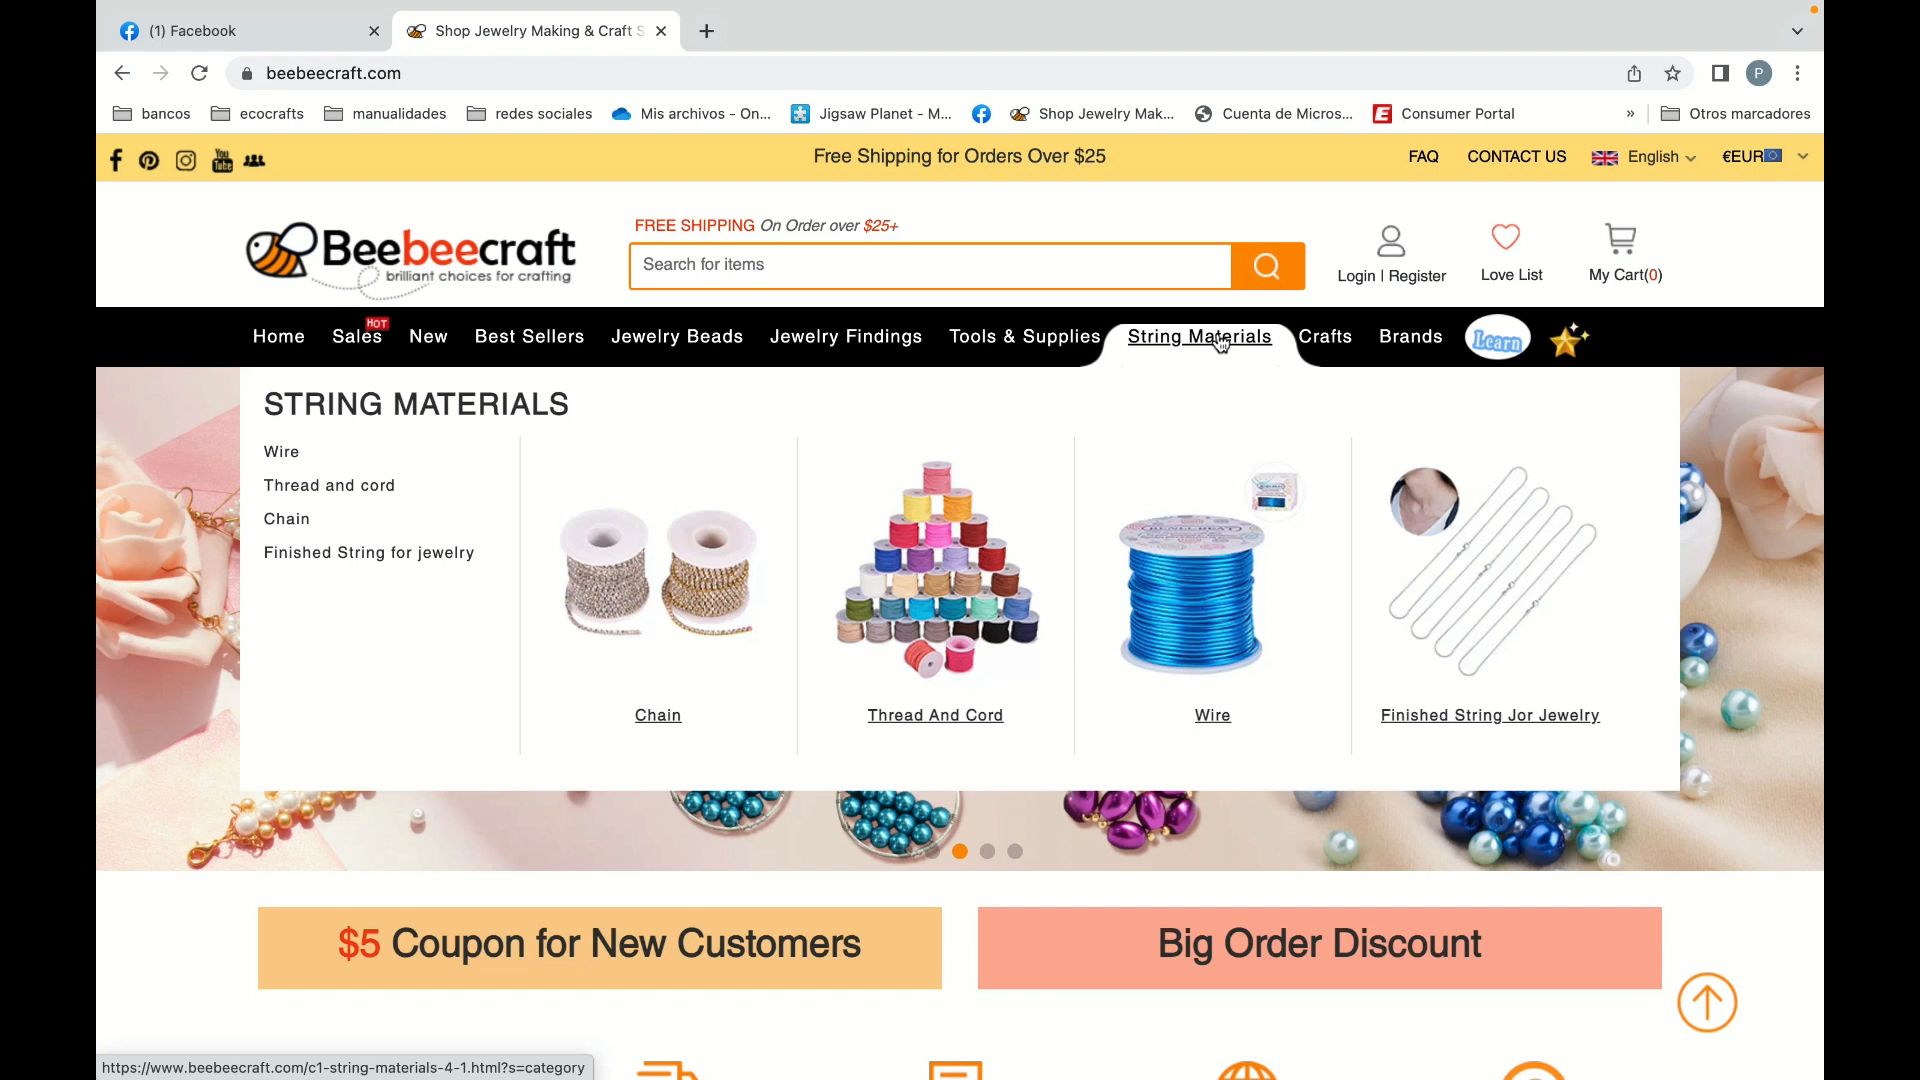 (1) Facebook
Shop Jewelry Making & Craft S
beebeecraft.com
P
bancos
ecocrafts
manualidades
redes sociales
Mis archivos - On...
Jigsaw Planet - M...
Shop Jewelry Mak...
Cuenta de Micros...
Consumer Portal
»
Otros marcadores
You Tube
Free Shipping for Orders Over $25
FAQ
CONTACT US
English
€EUR
Beebeecraft
brilliant choices for crafting
FREE SHIPPING On Order over $25+
Search for items
Login | Register
Love List
My Cart(0)
Home
Sales
HOT
New
Best Sellers
Jewelry Beads
Jewelry Findings
Tools & Supplies
String Materials
Crafts
Brands
Learn
STRING MATERIALS
Wire
Thread and cord
Chain
Finished String for jewelry
Chain
Thread And Cord
Wire
Finished String Jor Jewelry
$5 Coupon for New Customers
Big Order Discount
https://www.beebeecraft.com/c1-string-materials-4-1.html?s=category